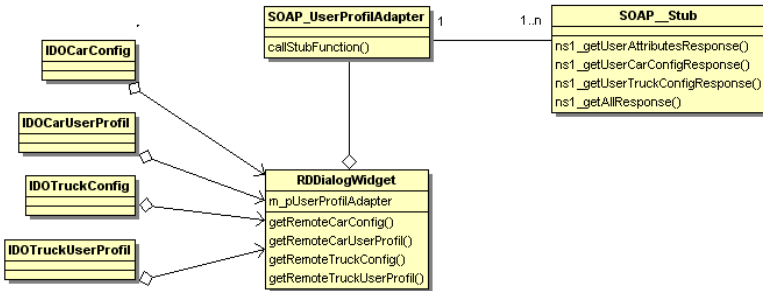 SOAP_UserProfilAdapter
callStubFunction()
1
1..n
SOAP__Stub
ns1_getUserAttributesResponse()
ns1_getUserCarConfigResponse()
ns1_getUserTruckConfigResponse()
ns1_getAllResponse()
IDOCarConfig
IDOCarUserProfil
IDOTruckConfig
IDOTruckUserProfil
RDDialogWidget
m_pUserProfilAdapter
getRemoteCarConfig()
getRemoteCarUserProfil()
getRemoteTruckConfig()
getRemoteTruckUserProfil()